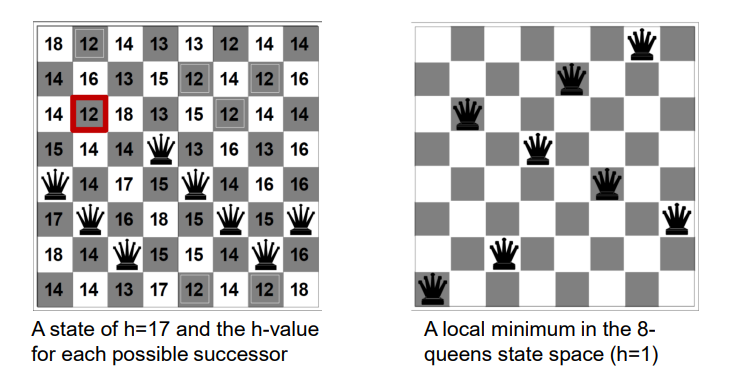 18 12 14 13 13 12 14 14
14 16 13 15 12 14 12 16
14 12 18 13 15 12 14 14
15 14 14 13 16 13 16
14 17 15 14 16 16
17 16 18 15 15
18 14 15 15 14 16
14 14 13 17 12 14 12 18
A state of h=17 and the h-value
for each possible successor
A local minimum in the 8-
queens state space (h=1)